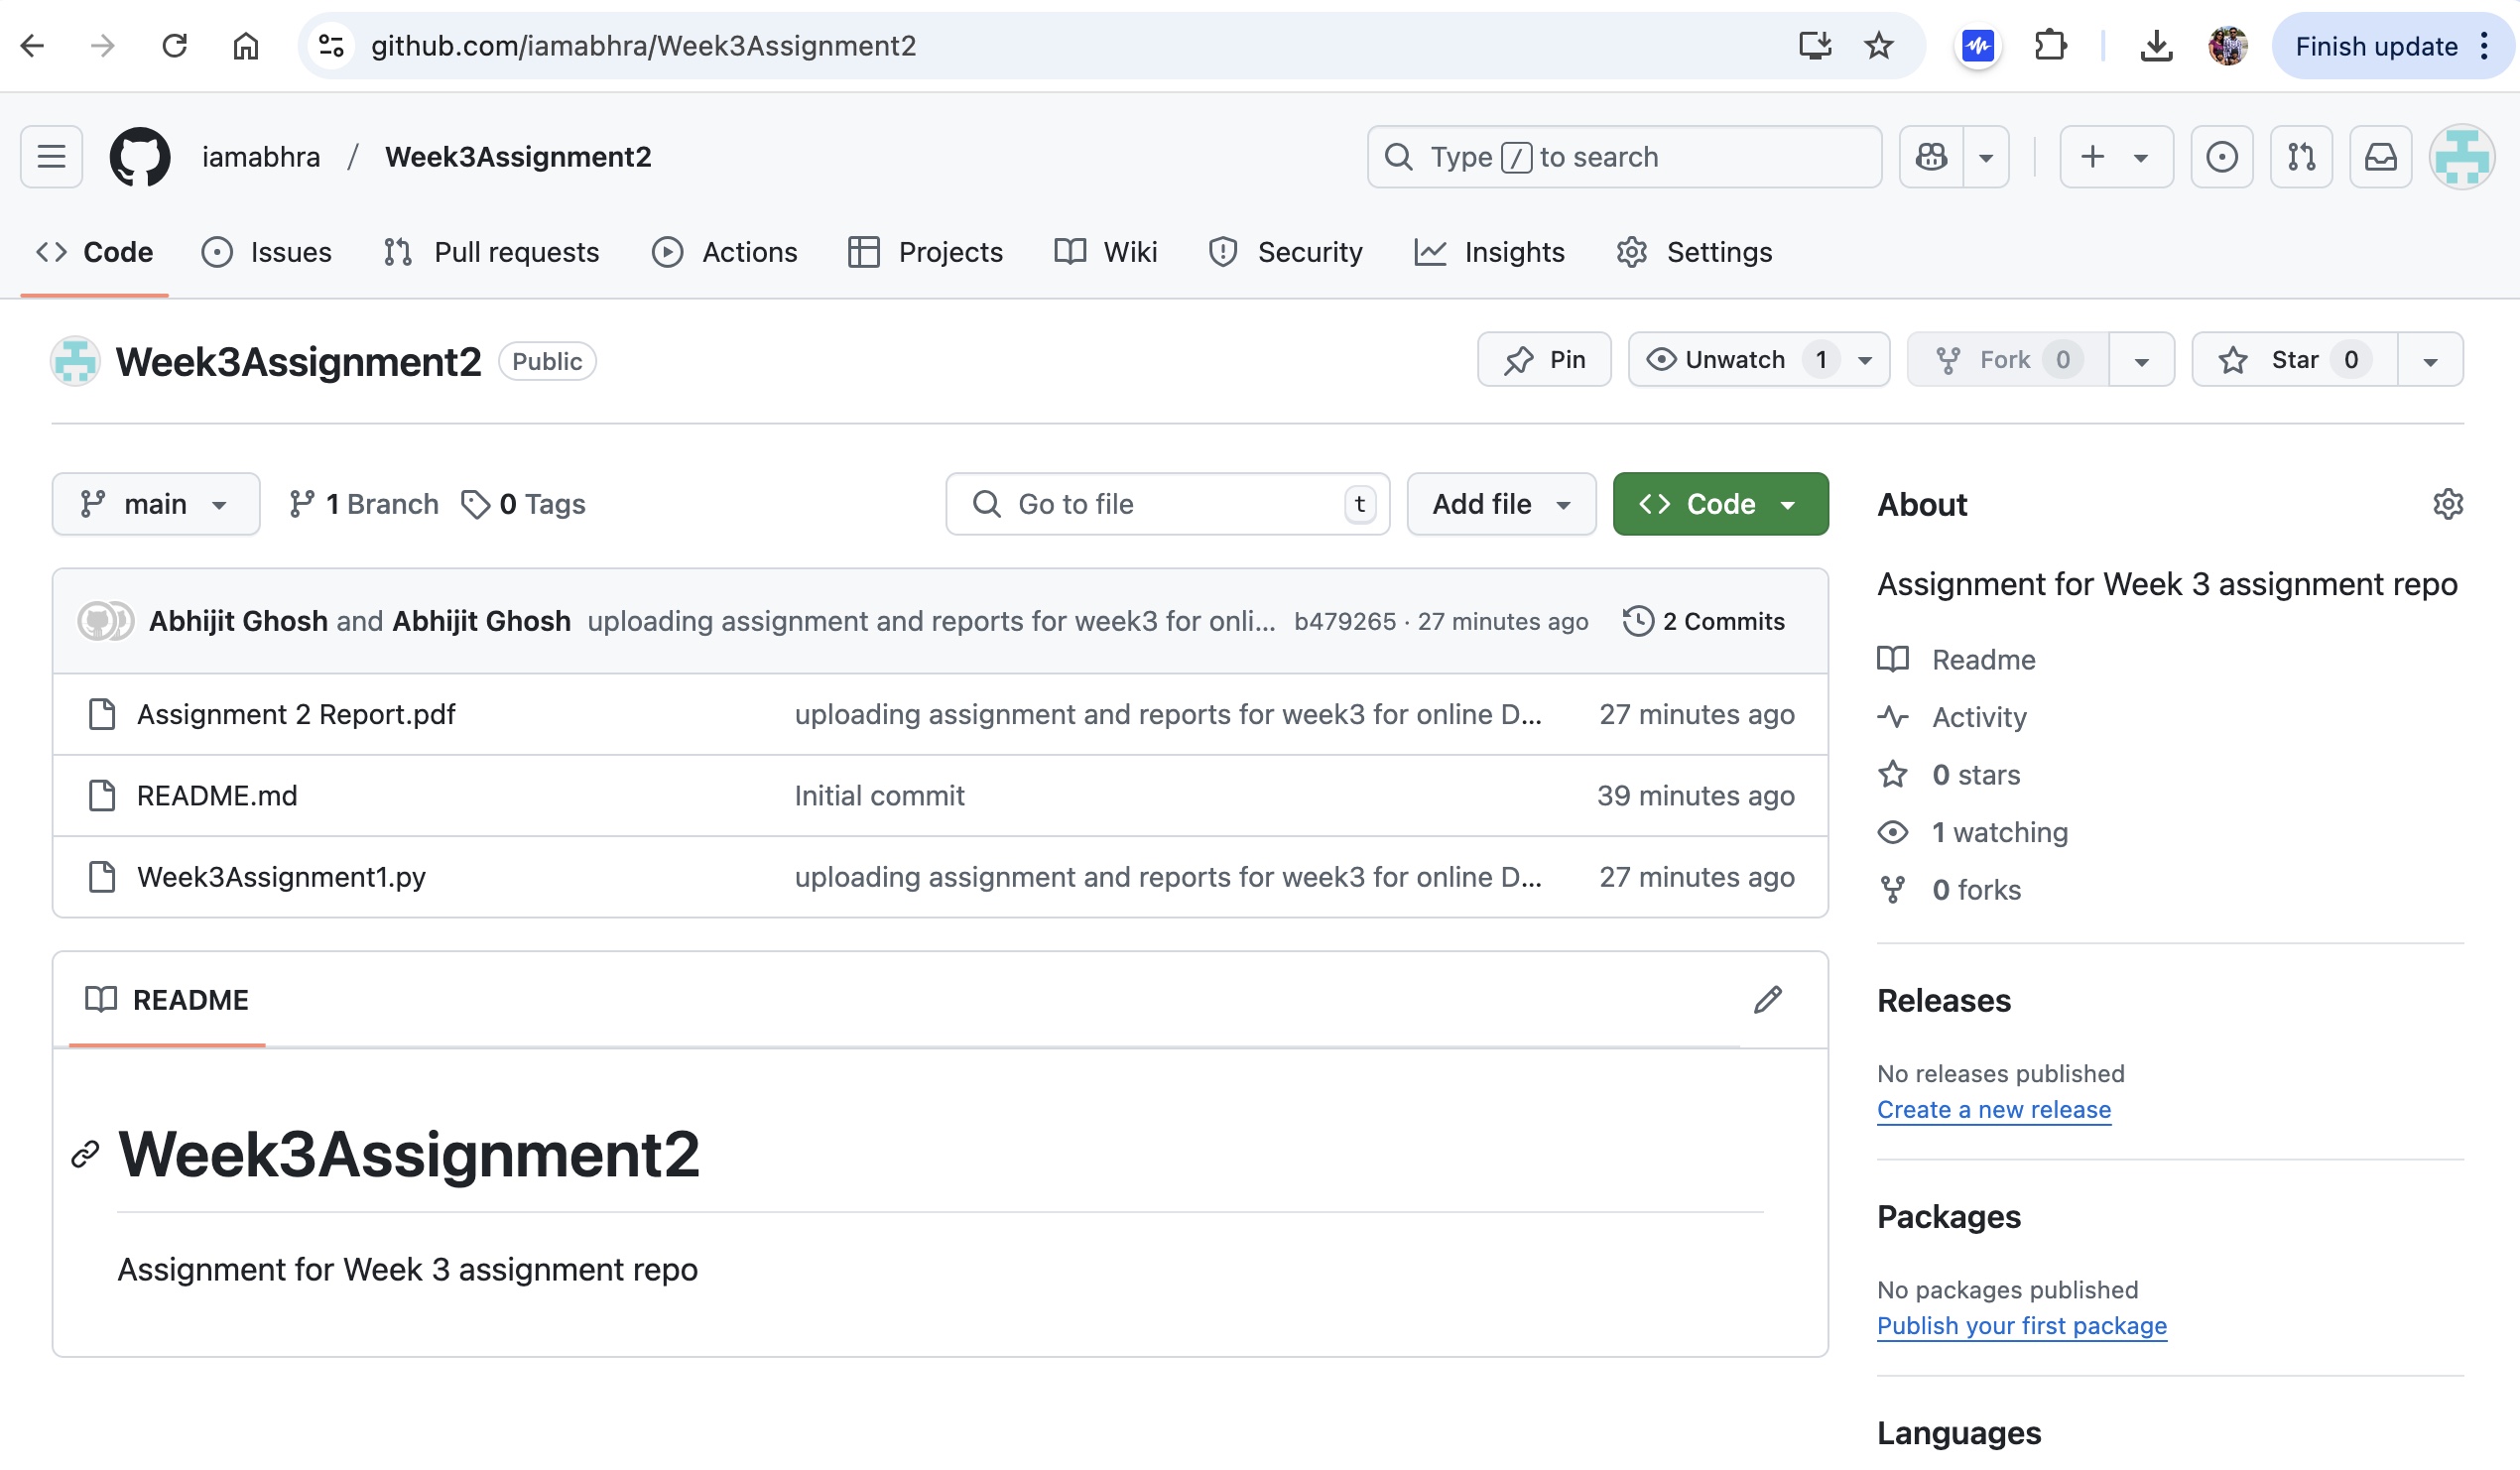 github.com/iamabhra/Week3Assignment2
Finish update
iamabhra / Week3Assignment2
Type / to search
Code Issues Pull requests Actions Projects Wiki Security Insights Settings
Week3Assignment2 Public
Pin Unwatch 1 Fork 0 Star 0
main 1 Branch 0 Tags Go to file t Add file Code
Abhijit Ghosh and Abhijit Ghosh uploading assignment and reports for week3 for onli... b479265 · 27 minutes ago 2 Commits
Assignment 2 Report.pdf uploading assignment and reports for week3 for online D... 27 minutes ago
README.md Initial commit 39 minutes ago
Week3Assignment1.py uploading assignment and reports for week3 for online D... 27 minutes ago
README
Week3Assignment2
Assignment for Week 3 assignment repo
About
Assignment for Week 3 assignment repo
Readme
Activity
0 stars
1 watching
0 forks
Releases
No releases published
Create a new release
Packages
No packages published
Publish your first package
Languages